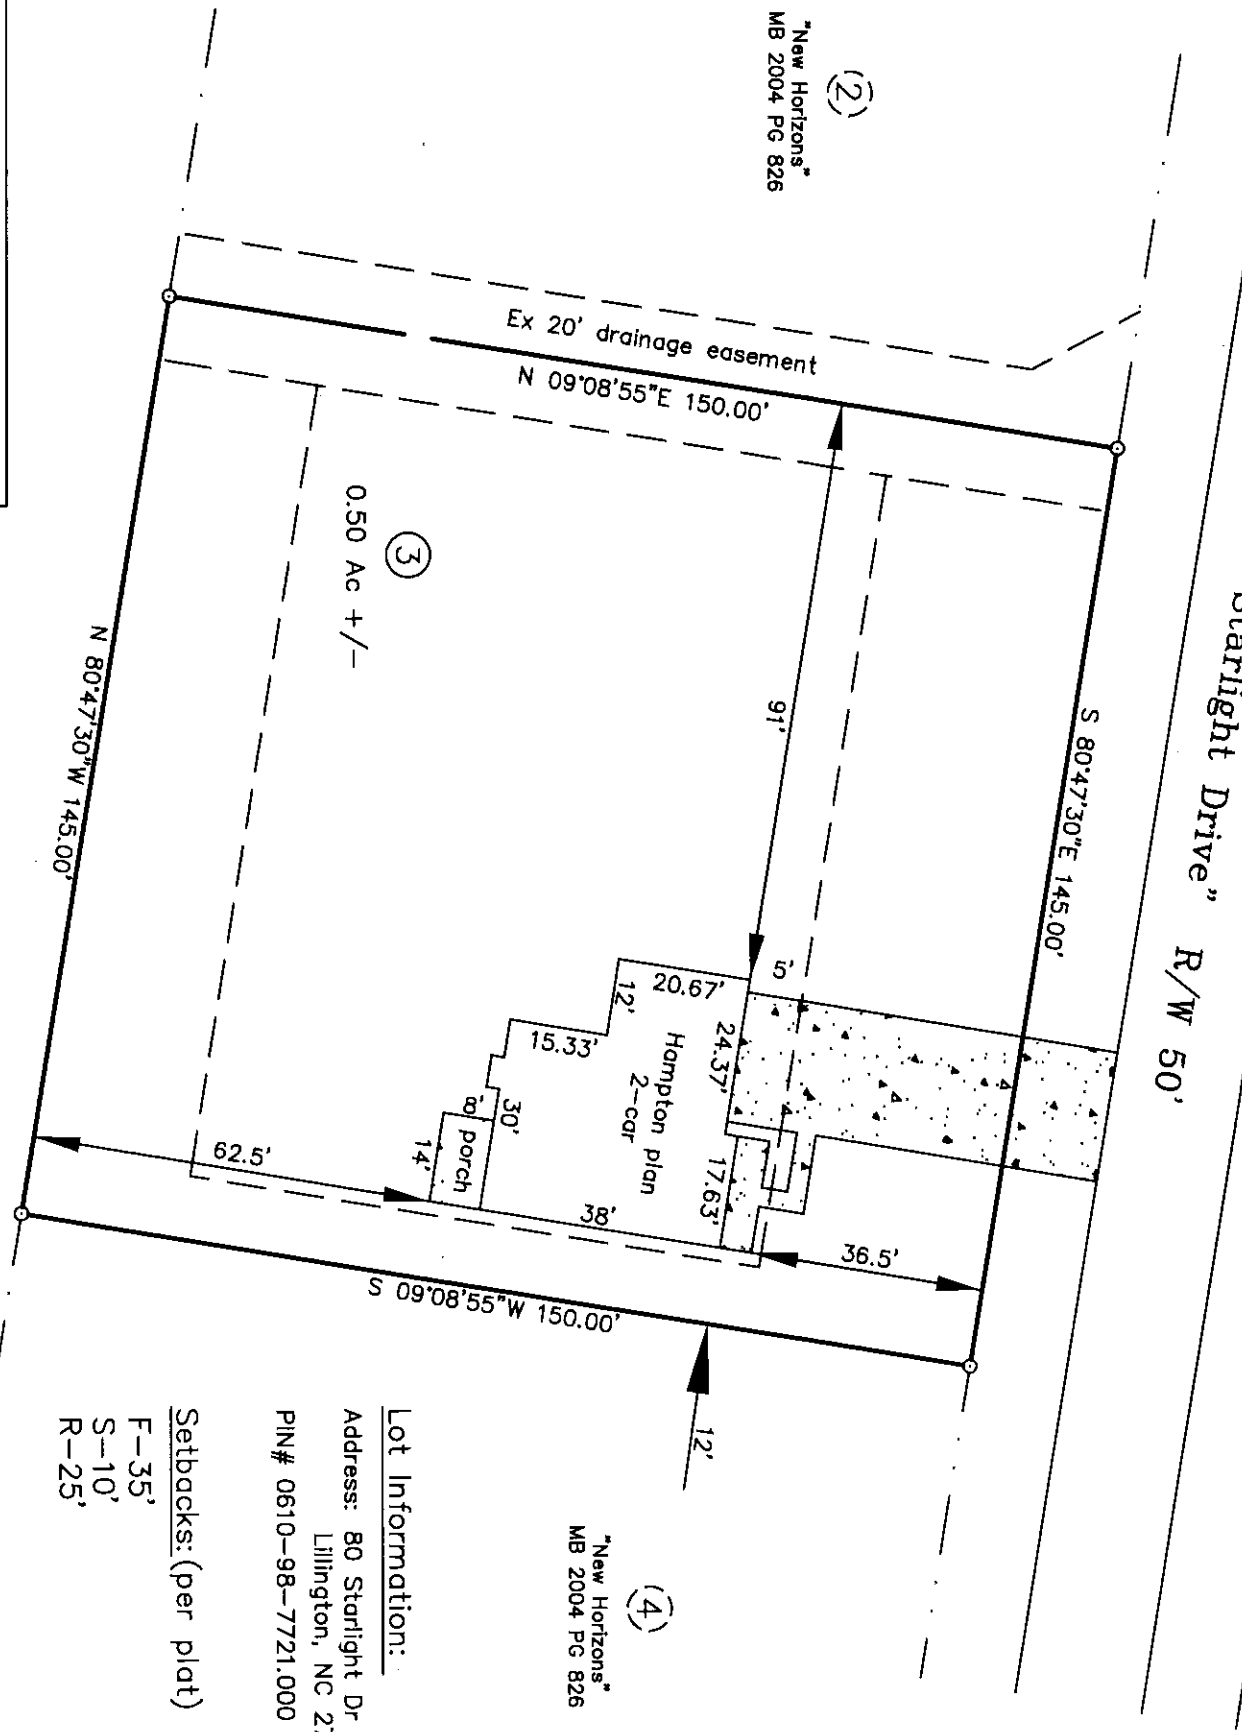 Drive" R/W 50'
S 80°47'30"E 145.00'
②
"New Horizons"
MB 2004 PG 826
Ex 20' drainage easement
N 09°08'55"E 150.00'
91'
5'
20.67'
24.37'
12'
15.33'
Hampton plan
2-car
17.63'
30'
8'
porch
14'
38'
36.5'
62.5'
③
0.50 Ac +/-
N 80°47'30"W 145.00'
S 09°08'55"W 150.00'
12'
④
"New Horizons"
MB 2004 PG 826
Lot Information:
Address: 80 Starlight Dr
Lillington, NC
PIN# 0610-98-7721.000
Setbacks: (per plat)
F-35'
S-10'
R-25'